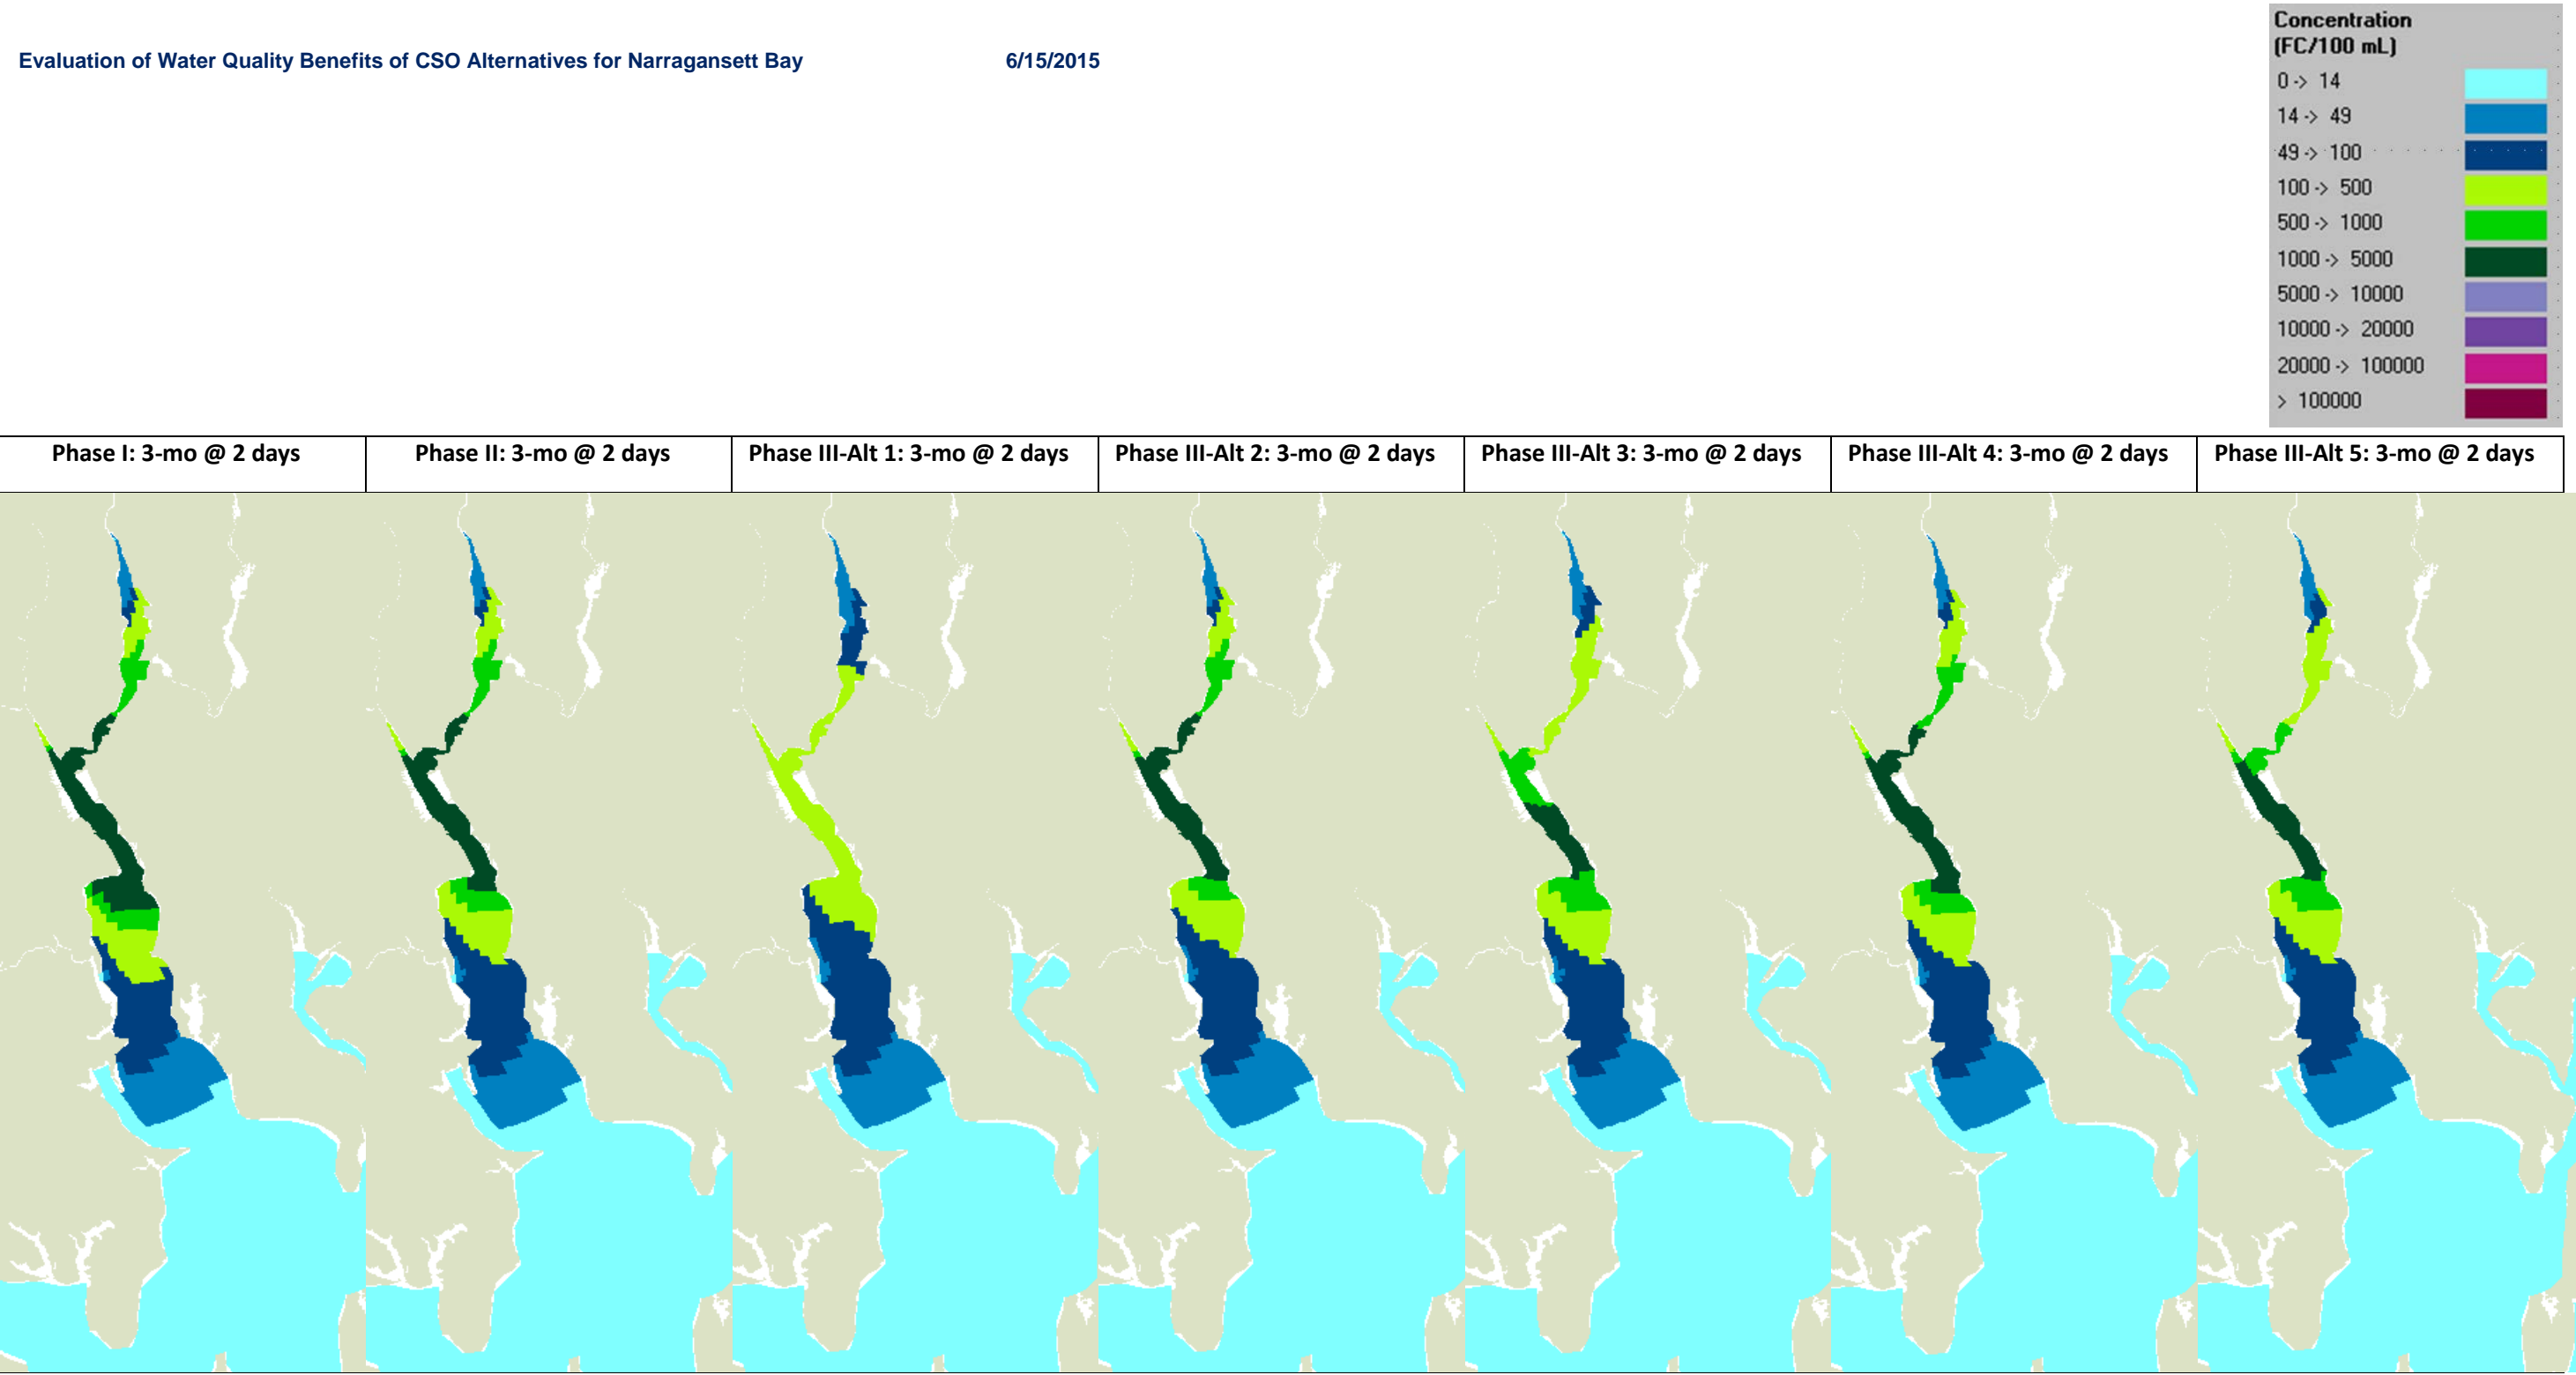 Evaluation of Water Quality Benefits of CSO Alternatives for Narragansett Bay 6/15/2015
Concentration
(FC/100 mL)
0 -> 14
14 -> 49
49 -> 100
100 -> 500
500 -> 1000
1000 -> 5000
5000 -> 10000
10000 -> 20000
20000 -> 100000
> 100000
Phase I: 3-mo @ 2 days
Phase II: 3-mo @ 2 days
Phase III-Alt 1: 3-mo @ 2 days
Phase III-Alt 2: 3-mo @ 2 days
Phase III-Alt 3: 3-mo @ 2 days
Phase III-Alt 4: 3-mo @ 2 days
Phase III-Alt 5: 3-mo @ 2 days